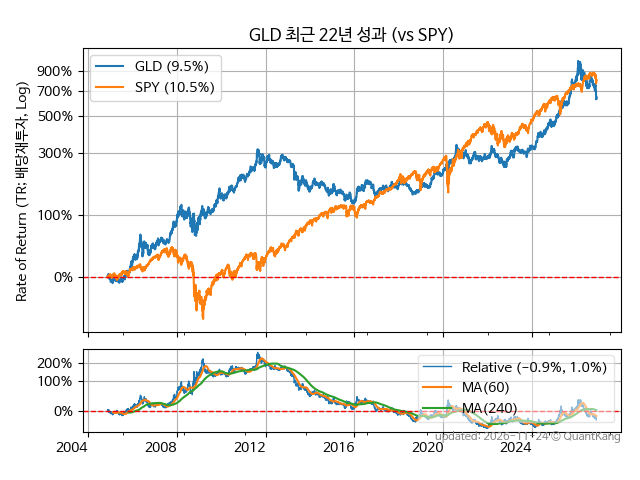 GLD 최근 22년 성과 (vs SPY)
Rate of Return (TR: 배당재투자, Log)
900%
700%
500%
300%
100%
0%
GLD (9.5%)
SPY (10.5%)
200%
100%
0%
Relative (−0.9%, 1.0%)
MA(60)
MA(240)
2004
2008
2012
2016
2020
2024
updated: 2026-11-24 © QuantKang